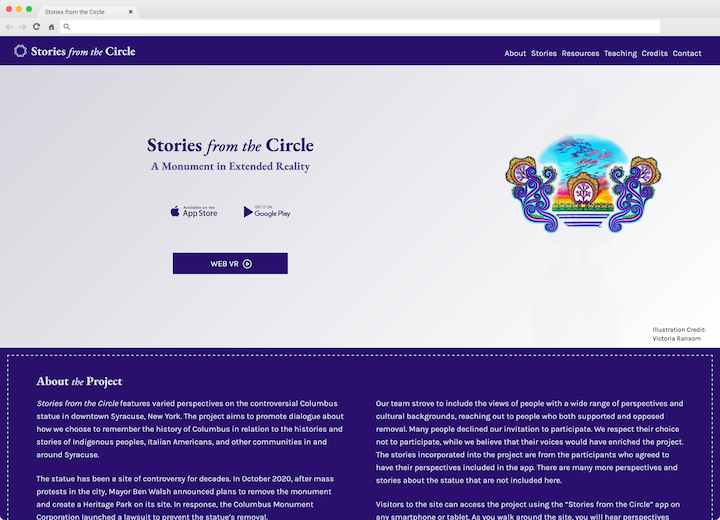 Stories from the Circle
Stories from the Circle
About Stories Resources Teaching Credits Contact
Stories from the Circle
A Monument in Extended Reality
Available on the
App Store
GET IT ON
Google Play
WEB VR
Illustration Credit:
Victoria Ransom
About the Project
Stories from the Circle features varied perspectives on the controversial Columbus
statue in downtown Syracuse, New York. The project aims to promote dialogue about
how we choose to remember the history of Columbus in relation to the histories and
stories of Indigenous peoples, Italian Americans, and other communities in and
around Syracuse.
The statue has been a site of controversy for decades. In October 2020, after mass
protests in the city, Mayor Ben Walsh announced plans to remove the monument
and create a Heritage Park on its site. In response, the Columbus Monument
Corporation launched a lawsuit to prevent the statue's removal.
Our team strove to include the views of people with a wide range of perspectives and
cultural backgrounds, reaching out to people who both supported and opposed
removal. Many people declined our invitation to participate. We respect their choice
not to participate, while we believe that their voices would have enriched the project.
The stories incorporated into the project are from the participants who agreed to
have their perspectives included in the app. There are many more perspectives and
stories about the statue that are not included here.
Visitors to the site can access the project using the “Stories from the Circle” app on
any smartphone or tablet. As you walk around the site, you will hear perspectives